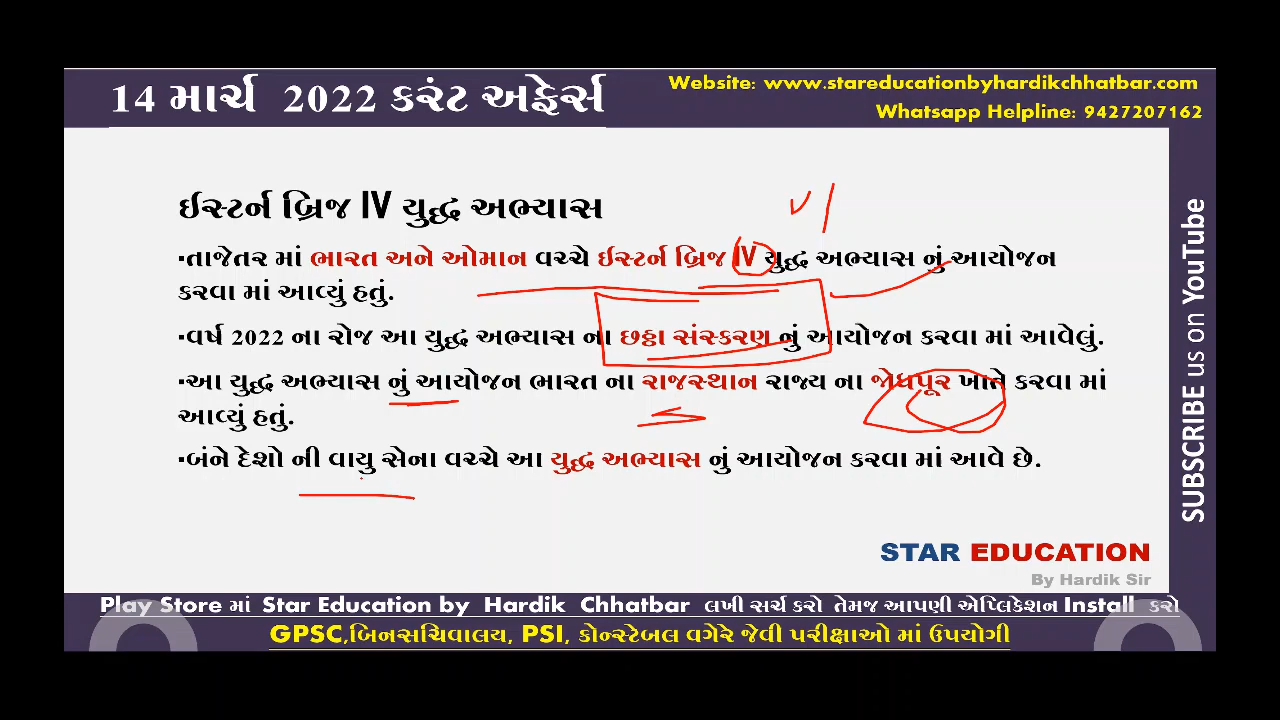 14 માર્ચ 2022 કરંટ અફેર્સ
Website: www.stareducationbyhardikchhatbar.com
Whatsapp Helpline: 9427207162
ઈસ્ટર્ન બ્રિજ IV યુદ્ધ અભ્યાસ
▪તાજેતર માં ભારત અને ઓમાન વચ્ચે ઈસ્ટર્ન બ્રિજ IV યુદ્ધ અભ્યાસ નું આયોજન
કરવા માં આવ્યું હતું.
▪વર્ષ 2022 ના રોજ આ યુદ્ધ અભ્યાસ ના છઠ્ઠા સંસ્કરણ નું આયોજન કરવા માં આવેલું.
▪આ યુદ્ધ અભ્યાસ નું આયોજન ભારત ના રાજસ્થાન રાજ્ય ના જોધપૂર ખાતે કરવા માં
આવ્યું હતું.
▪બંને દેશો ની વાયુ સેના વચ્ચે આ યુદ્ધ અભ્યાસ નું આયોજન કરવા માં આવે છે.
SUBSCRIBE us on YouTube
STAR EDUCATION
By Hardik Sir
Play Store માં Star Education by Hardik Chhatbar લખી સર્ચ કરો તેમજ આપણી એપ્લિકેશન Install કરો
GPSC,બિનસચિવાલય, PSI, કોન્સ્ટેબલ વગેરે જેવી પરીક્ષાઓ માં ઉપયોગી